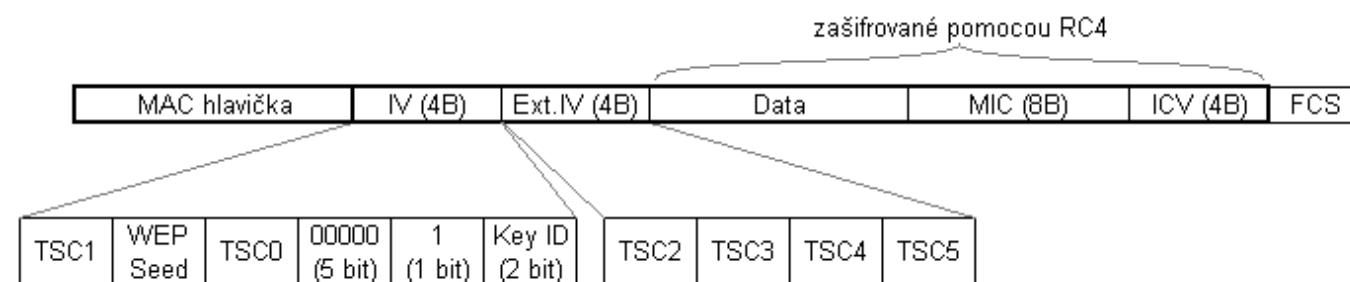 zašifrované pomocou RC4
MAC hlavička IV (4B) Ext.IV (4B) Data MIC (8B) ICV (4B) FCS
TSC1 WEP Seed TSC0 00000 (5 bit) 1 (1 bit) Key ID (2 bit) TSC2 TSC3 TSC4 TSC5